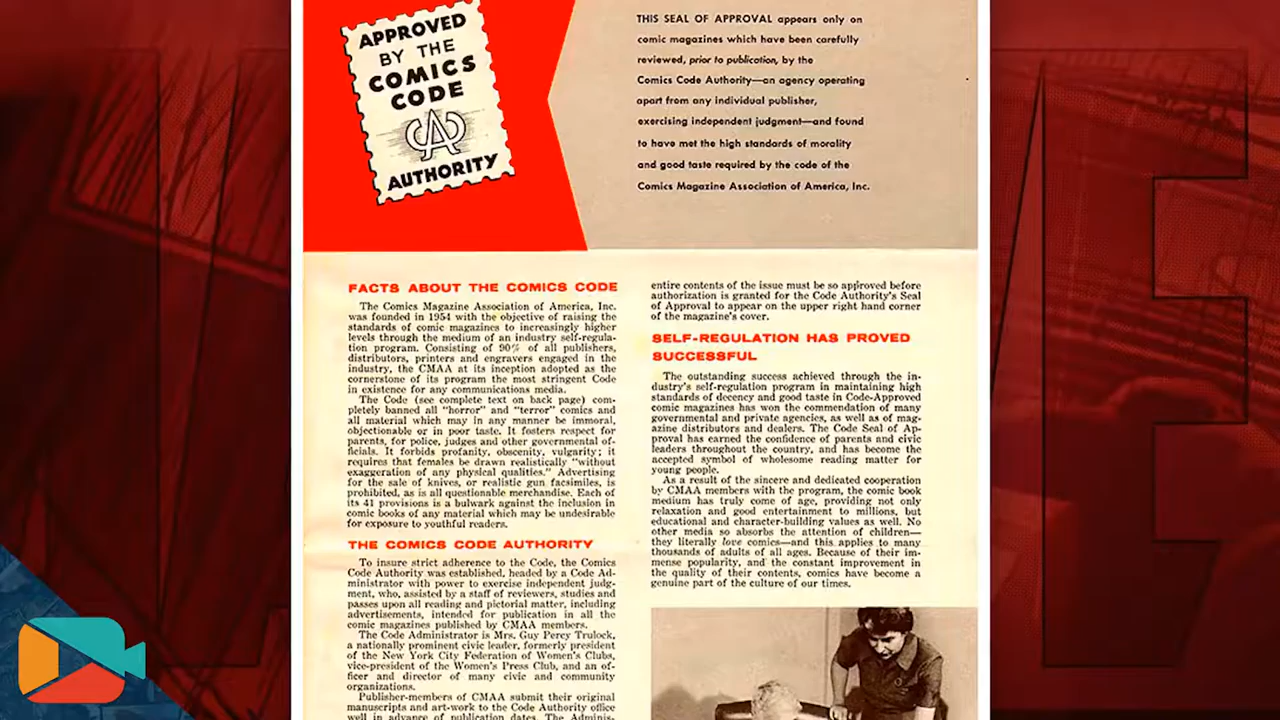 APPROVED
BY THE
COMICS
CODE
CA
AUTHORITY
THIS SEAL OF APPROVAL appears only on
comic magazines which have been carefully
reviewed, prior to publication, by the
Comics Code Authority—an agency operating
apart from any individual publisher,
exercising independent judgment—and found
to have met the high standards of morality
and good taste required by the code of the
Comics Magazine Association of America, Inc.
FACTS ABOUT THE COMICS CODE
The Comics Magazine Association of America, Inc.
was founded in 1954 with the objective of raising the
standards of comic magazines to increasingly higher
levels through the medium of an industry self-regula-
tion program. Consisting of 90% of all publishers,
distributors, printers and engravers engaged in the
industry, the CMAA at its inception adopted as the
cornerstone of its program the most stringent Code
in existence for any communications media.
The Code (see complete text on back page) com-
pletely banned all "horror" and "terror" comics and
all material which may in any manner be immoral,
objectionable or in poor taste. It fosters respect for
parents, for police, judges and other governmental of-
ficials. It forbids profanity, obscenity, vulgarity; it
requires that females be drawn realistically "without
exaggeration of any physical qualities." Advertising
for the sale of knives, or realistic gun facsimiles, is
prohibited, as is all questionable merchandise. Each of
its 41 provisions is a bulwark against the inclusion in
comic books of any material which may be undesirable
for exposure to youthful readers.
THE COMICS CODE AUTHORITY
To insure strict adherence to the Code, the Comics
Code Authority was established, headed by a Code Ad-
ministrator with power to exercise independent judg-
ment, who, assisted by a staff of reviewers, studies and
passes upon all reading and pictorial matter, including
advertisements, intended for publication in all the
comic magazines published by CMAA members.
The Code Administrator is Mrs. Guy Percy Trulock,
a nationally prominent civic leader, formerly president
of the New York City Federation of Women's Clubs,
vice-president of the Women's Press Club, and an of-
ficer and director of many civic and community
organizations.
Publisher-members of CMAA submit their original
manuscripts and art-work to the Code Authority office
well in advance of publication dates. The Adminis-
entire contents of the issue must be so approved before
authorization is granted for the Code Authority's Seal
of Approval to appear on the upper right hand corner
of the magazine's cover.
SELF-REGULATION HAS PROVED
SUCCESSFUL
The outstanding success achieved through the in-
dustry's self-regulation program in maintaining high
standards of decency and good taste in Code-Approved
comic magazines has won the commendation of many
governmental and private agencies, as well as of mag-
azine distributors and dealers. The Code Seal of Ap-
proval has earned the confidence of parents and civic
leaders throughout the country, and has become the
accepted symbol of wholesome reading matter for
young people.
As a result of the sincere and dedicated cooperation
by CMAA members with the program, the comic book
medium has truly come of age, providing not only
relaxation and good entertainment to millions, but
educational and character-building values as well. No
other media so absorbs the attention of children—
they literally love comics—and this applies to many
thousands of adults of all ages. Because of their im-
mense popularity, and the constant improvement in
the quality of their contents, comics have become a
genuine part of the culture of our times.